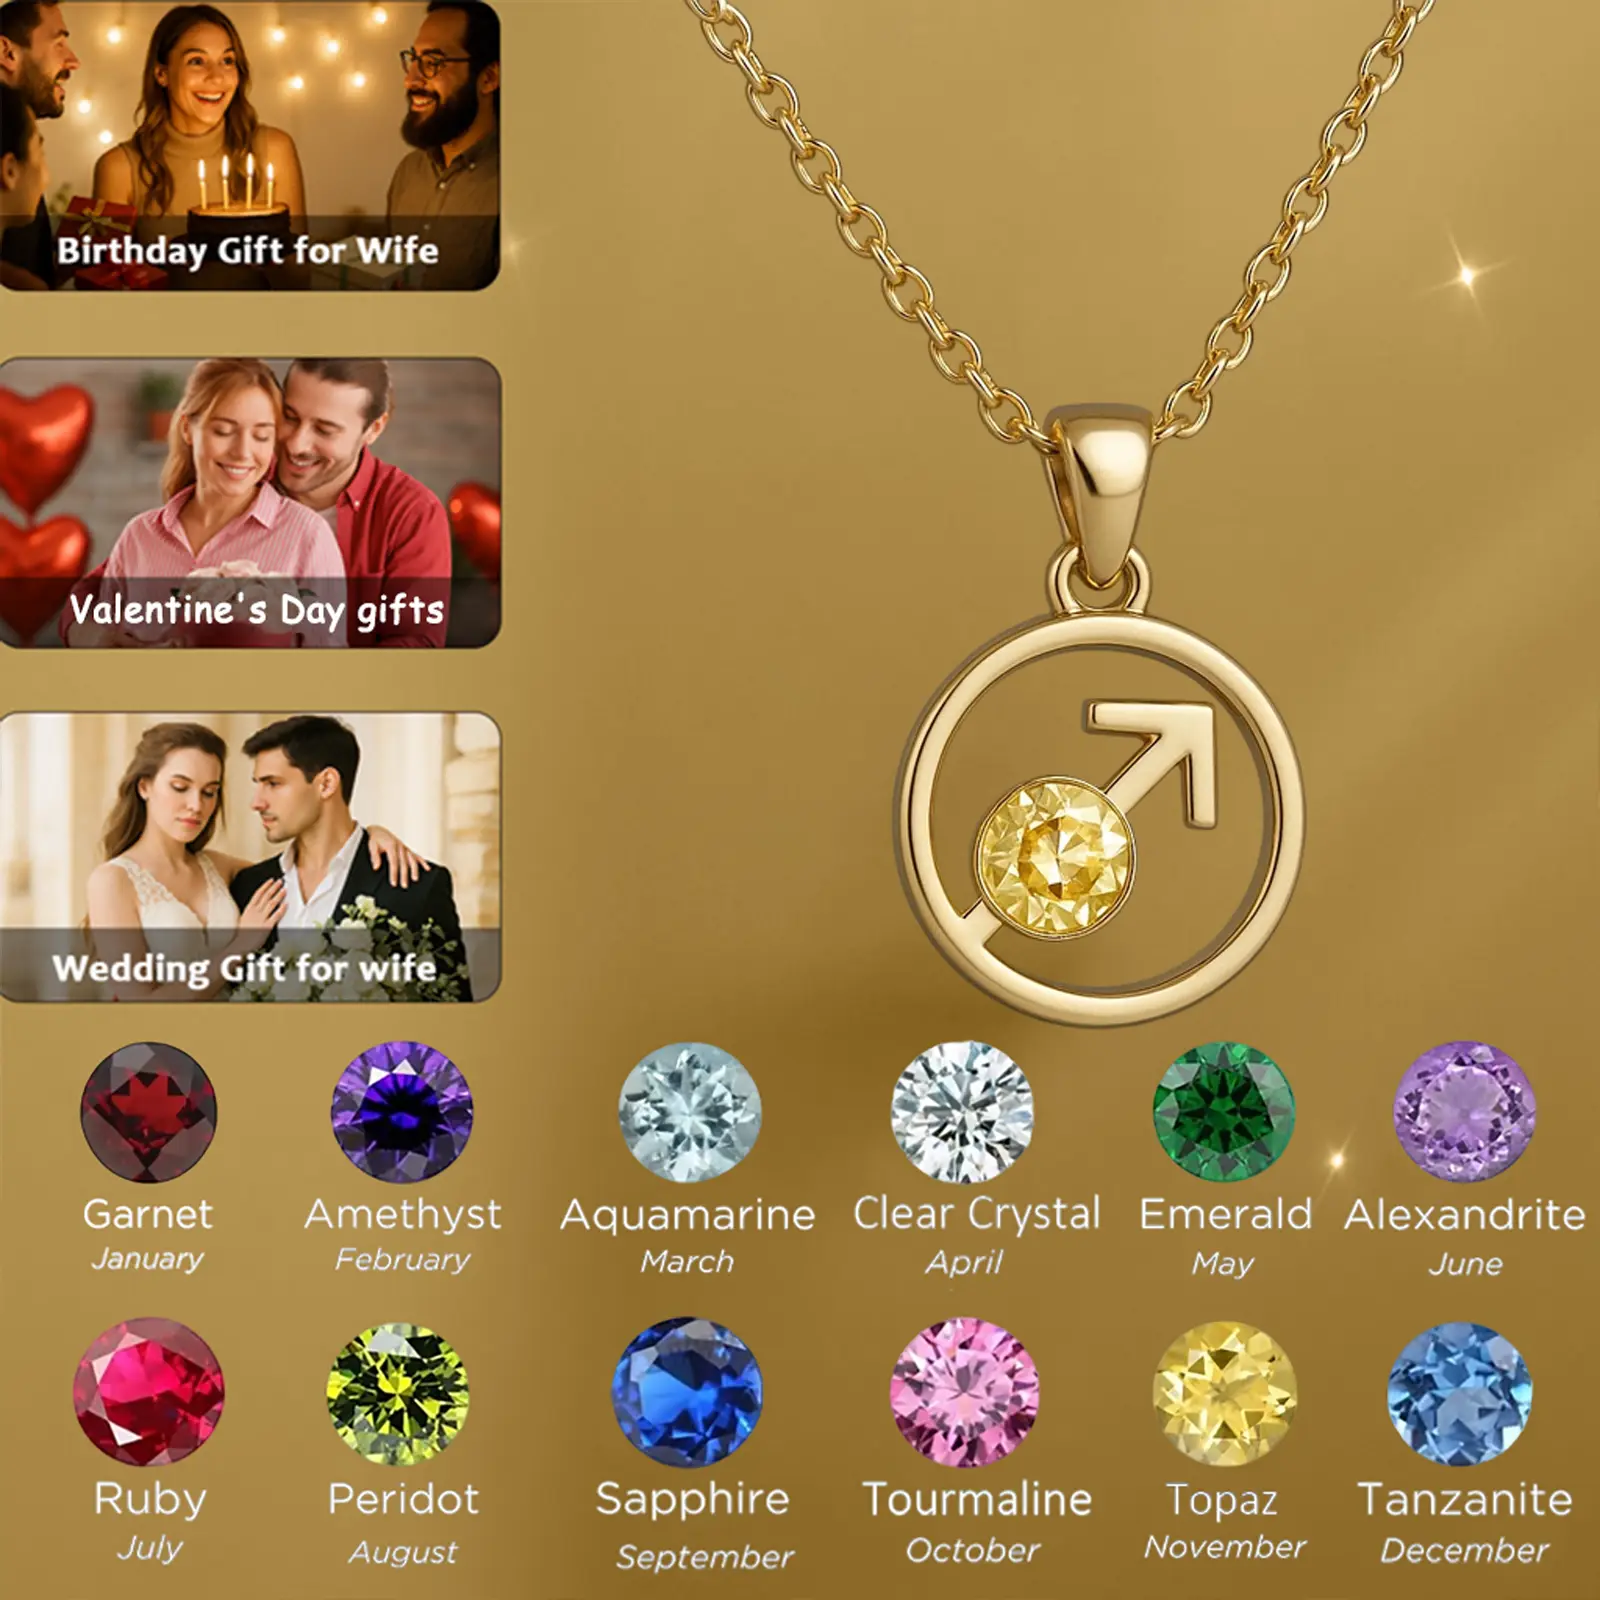 Birthday Gift for Wife
Valentine's Day gifts
Wedding Gift for wife
Garnet
January
Amethyst
February
Aquamarine
March
Clear Crystal
April
Emerald
May
Alexandrite
June
Ruby
July
Peridot
August
Sapphire
September
Tourmaline
October
Topaz
November
Tanzanite
December